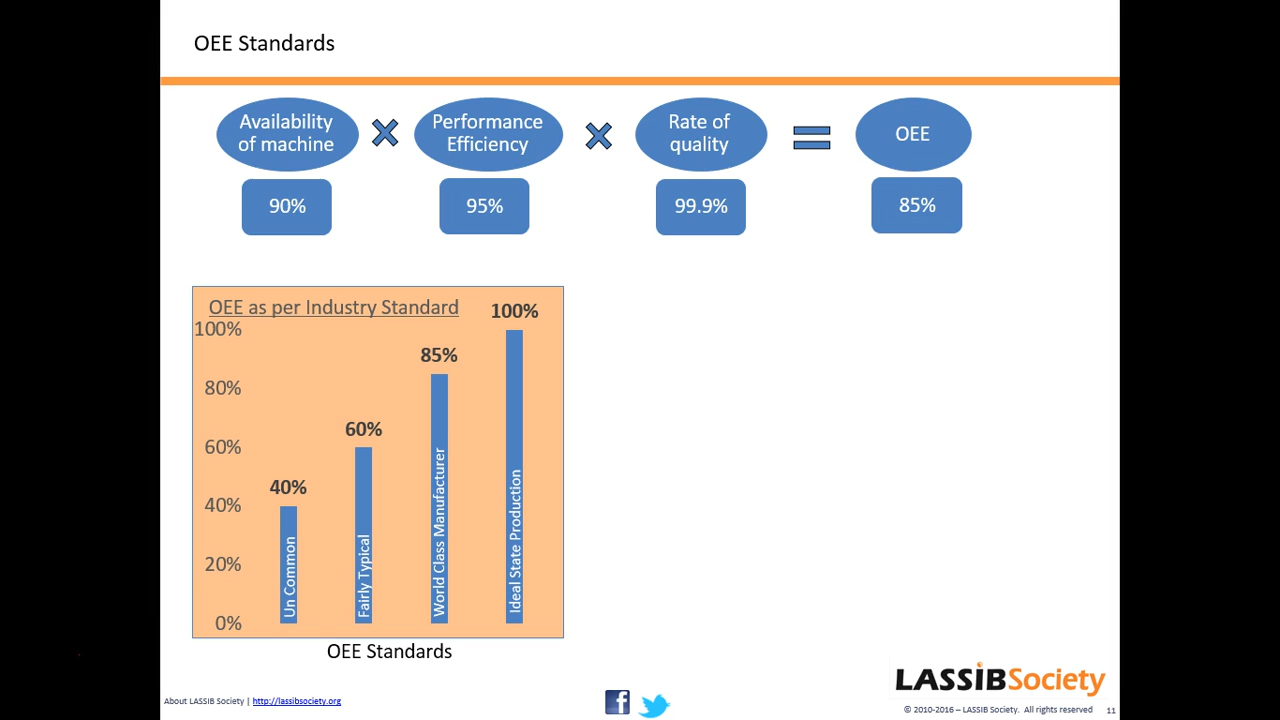 OEE Standards
Availability
of machine
Performance
Efficiency
Rate of
quality
OEE
90%
95%
99.9%
85%
OEE as per Industry Standard
100%
80%
60%
40%
20%
0%
40%
60%
85%
100%
Un Common
Fairly Typical
World Class Manufacturer
Ideal State Production
OEE Standards
LASSIBSociety
About LASSIB Society | http://lassibsociety.org
© 2010-2016 – LASSIB Society. All rights reserved
11